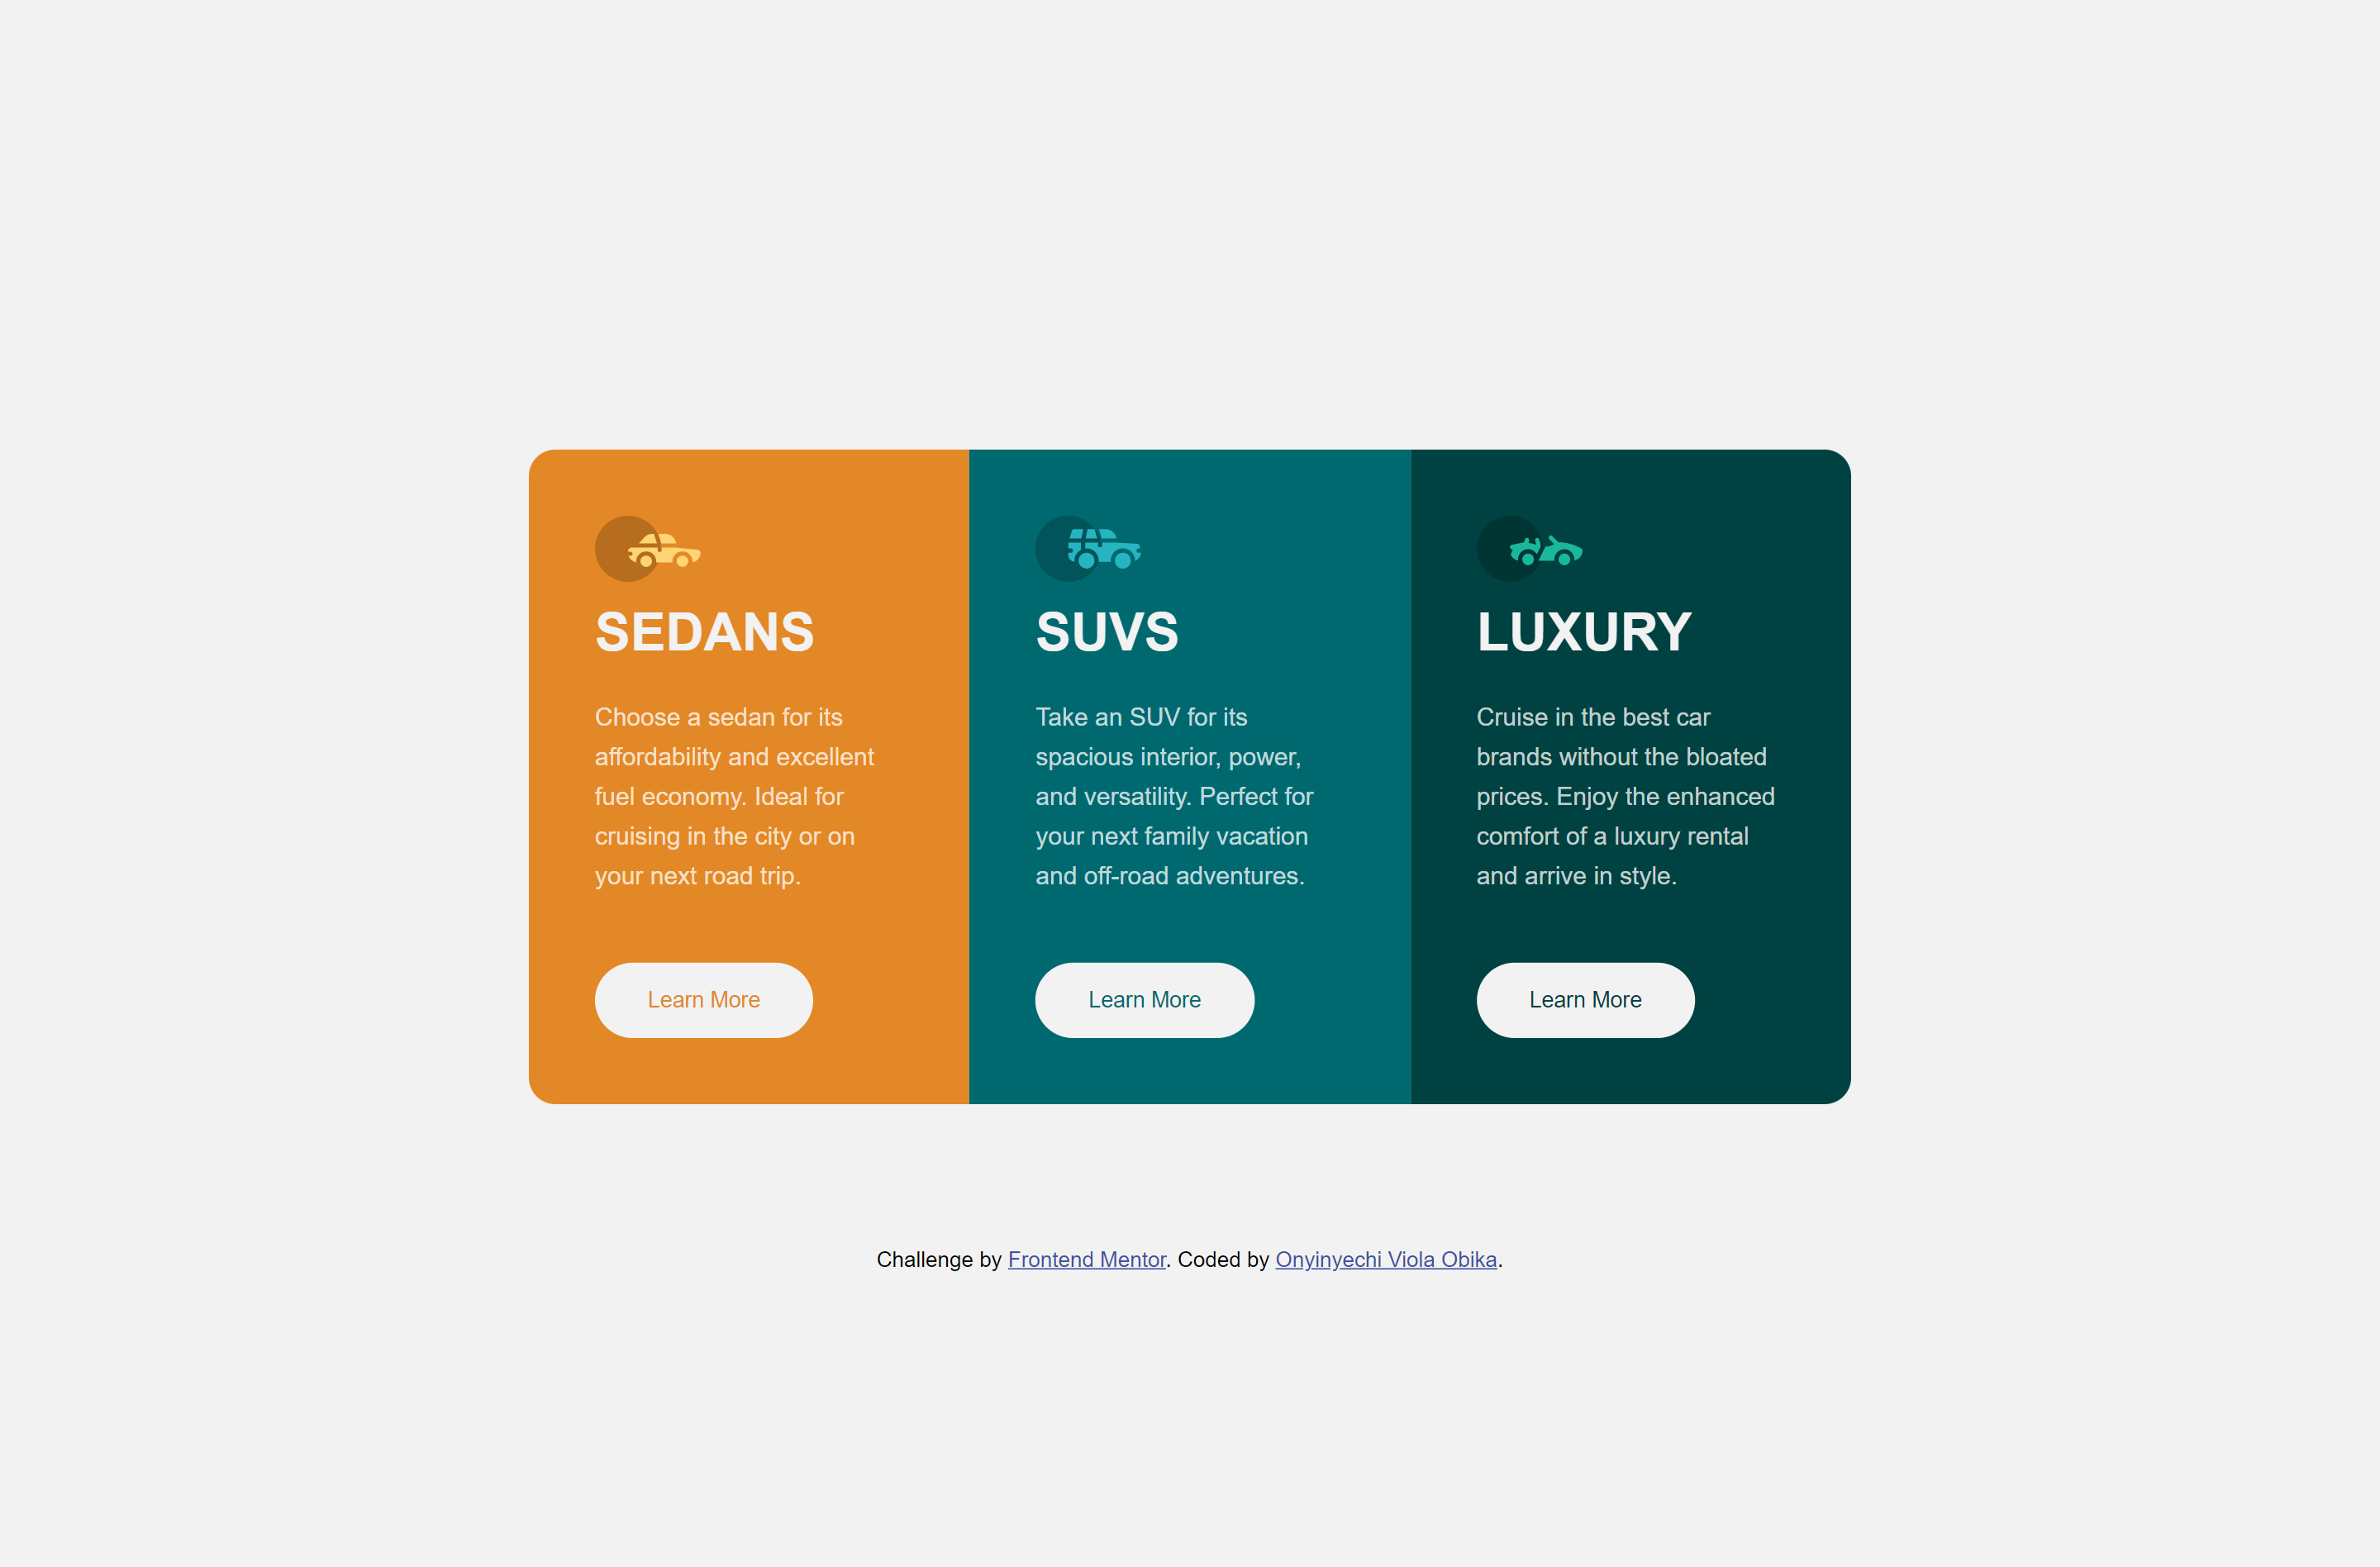 SEDANS
Choose a sedan for its
affordability and excellent
fuel economy. Ideal for
cruising in the city or on
your next road trip.
Learn More
SUVS
Take an SUV for its
spacious interior, power,
and versatility. Perfect for
your next family vacation
and off-road adventures.
Learn More
LUXURY
Cruise in the best car
brands without the bloated
prices. Enjoy the enhanced
comfort of a luxury rental
and arrive in style.
Learn More
Challenge by Frontend Mentor. Coded by Onyinyechi Viola Obika.